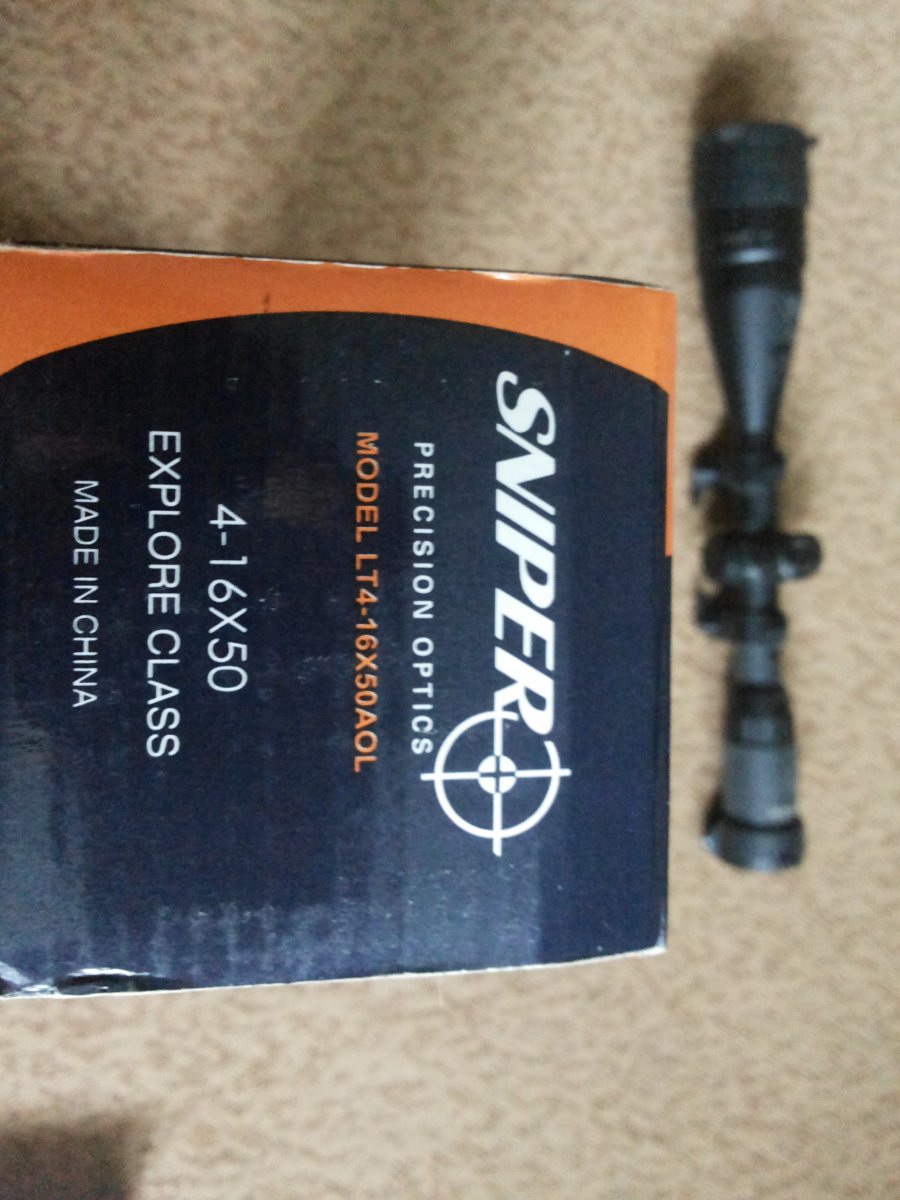 SNIPER
PRECISION OPTICS
MODEL LT4-16X50AOL
4-16X50
EXPLORE CLASS
MADE IN CHINA